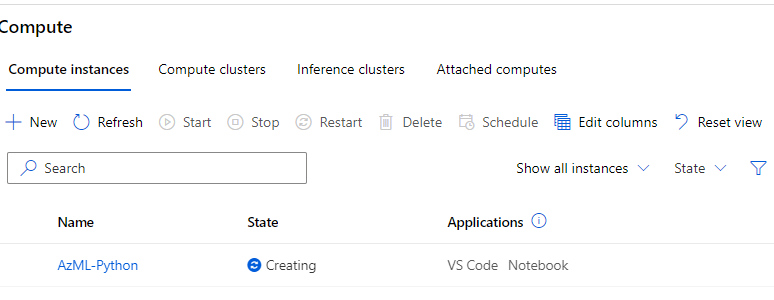 Compute
Compute instances Compute clusters Inference clusters Attached computes
New Refresh Start Stop Restart Delete Schedule Edit columns Reset view
Search Show all instances State
Name State Applications
AzML-Python Creating VS Code Notebook